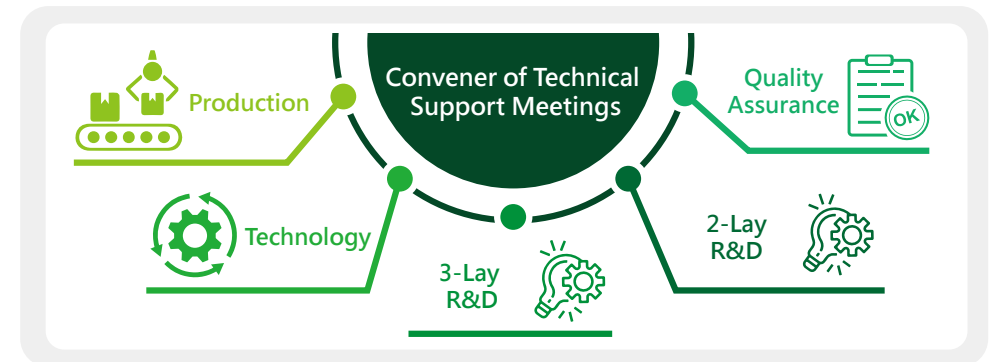 Convener of Technical
Support Meetings
Production
Quality
Assurance
OK
Technology
2-Lay
R&D
3-Lay
R&D